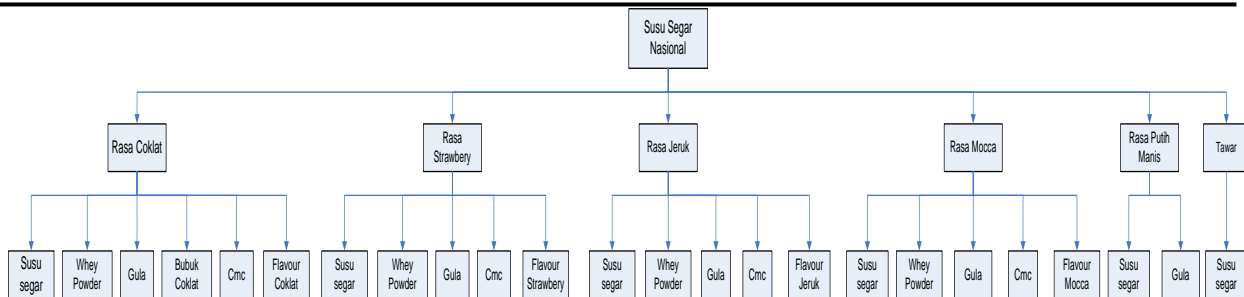 Susu Segar
Nasional
Rasa Coklat
Rasa
Strawbery
Rasa Jeruk
Rasa Mocca
Rasa Putih
Manis
Tawar
Susu
segar
Whey
Powder
Gula
Bubuk
Coklat
Cmc
Flavour
Coklat
Susu
segar
Whey
Powder
Gula
Cmc
Flavour
Strawbery
Susu
segar
Whey
Powder
Gula
Cmc
Flavour
Jeruk
Susu
segar
Whey
Powder
Gula
Cmc
Flavour
Mocca
Susu
segar
Gula
Susu
segar